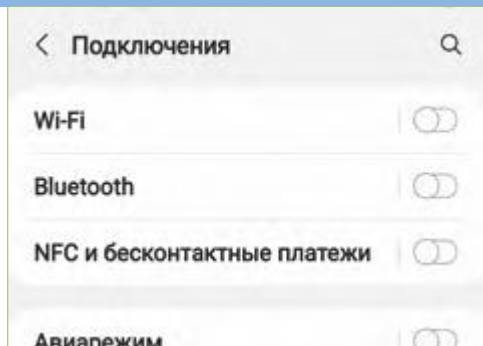 Подключения
Wi-Fi
Bluetooth
NFC и бесконтактные платежи
Авиарежим